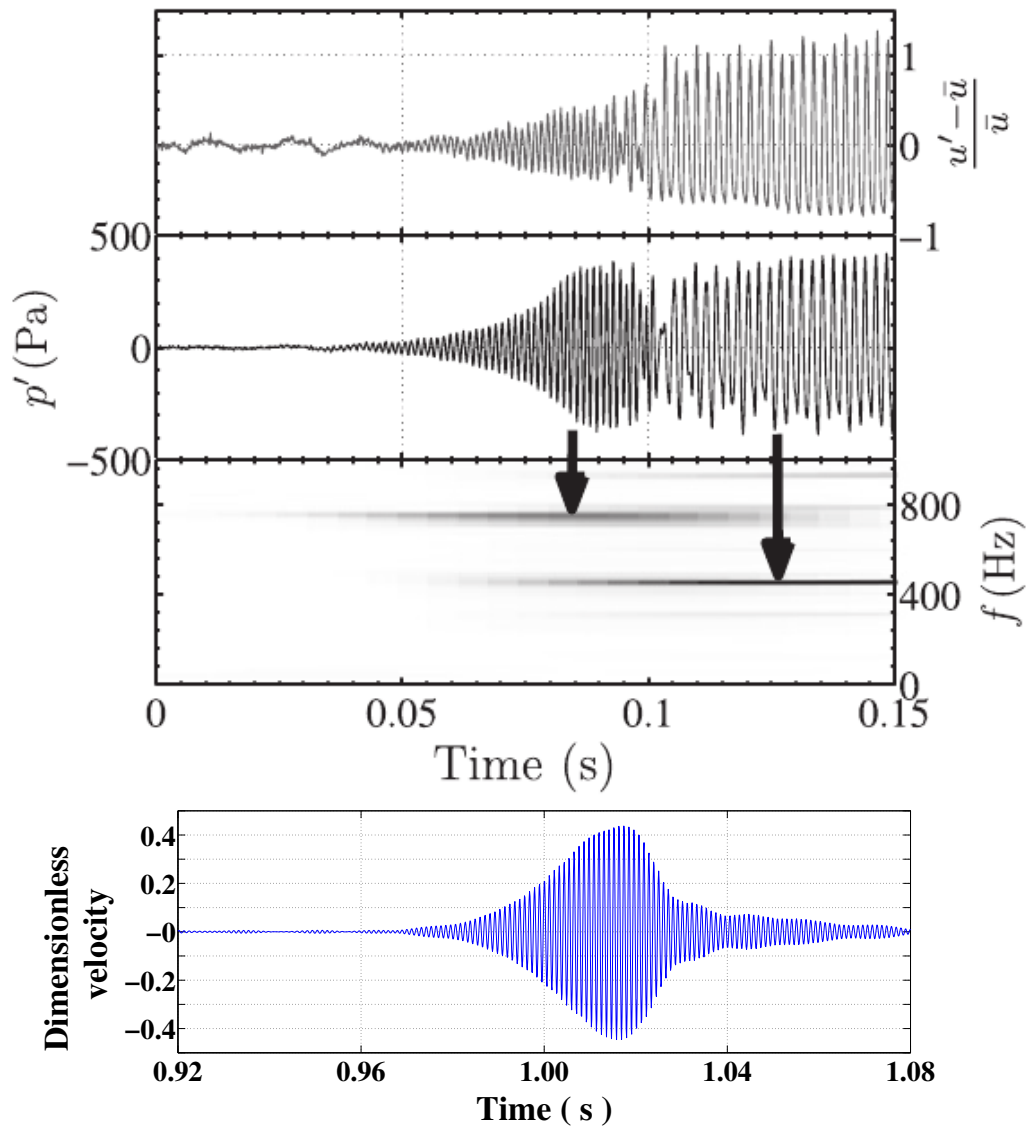 1
0
−1
u′ − ū
ū
500
0
−500
p′ (Pa)
800
400
0
f (Hz)
0 0.05 0.1 0.15
Time (s)
0.4
0.2
−0
−0.2
−0.4
Dimensionless
velocity
0.92 0.96 1.00 1.04 1.08
Time ( s )